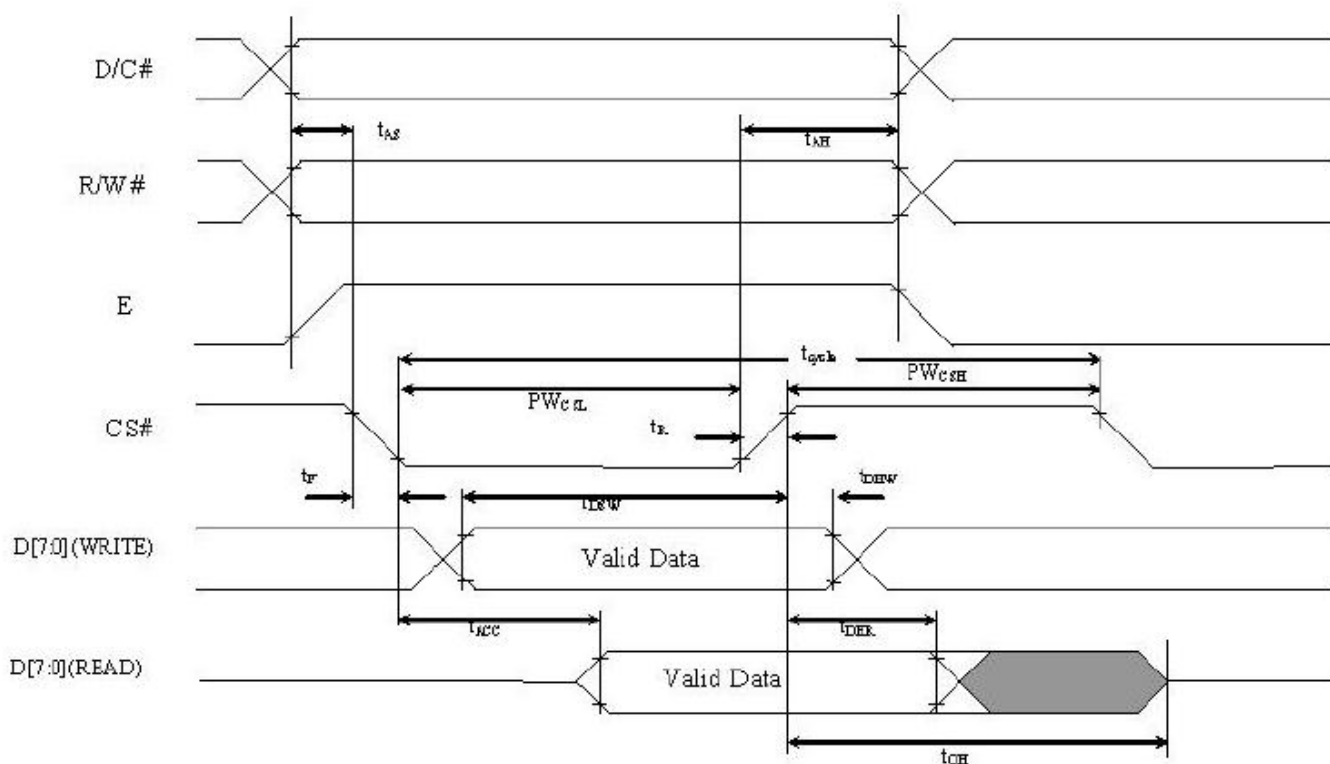 D/C#
tAS
tAH
R/W#
E
tcycle
PWCSL
PWCSH
CS#
tR
tF
tDSW
tDHW
D[7:0](WRITE)
Valid Data
tACC
tDHR
D[7:0](READ)
Valid Data
tOH